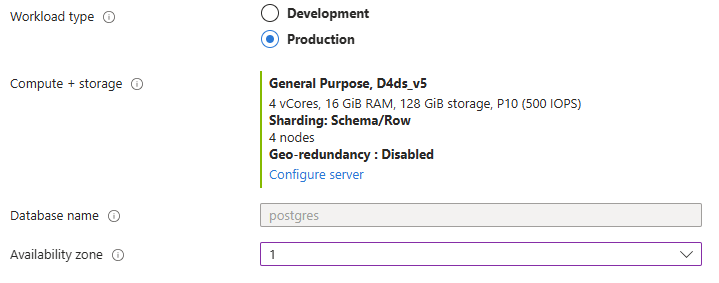 Workload type
Development
Production
Compute + storage
General Purpose, D4ds_v5
4 vCores, 16 GiB RAM, 128 GiB storage, P10 (500 IOPS)
Sharding: Schema/Row
4 nodes
Geo-redundancy : Disabled
Configure server
Database name
postgres
Availability zone
1